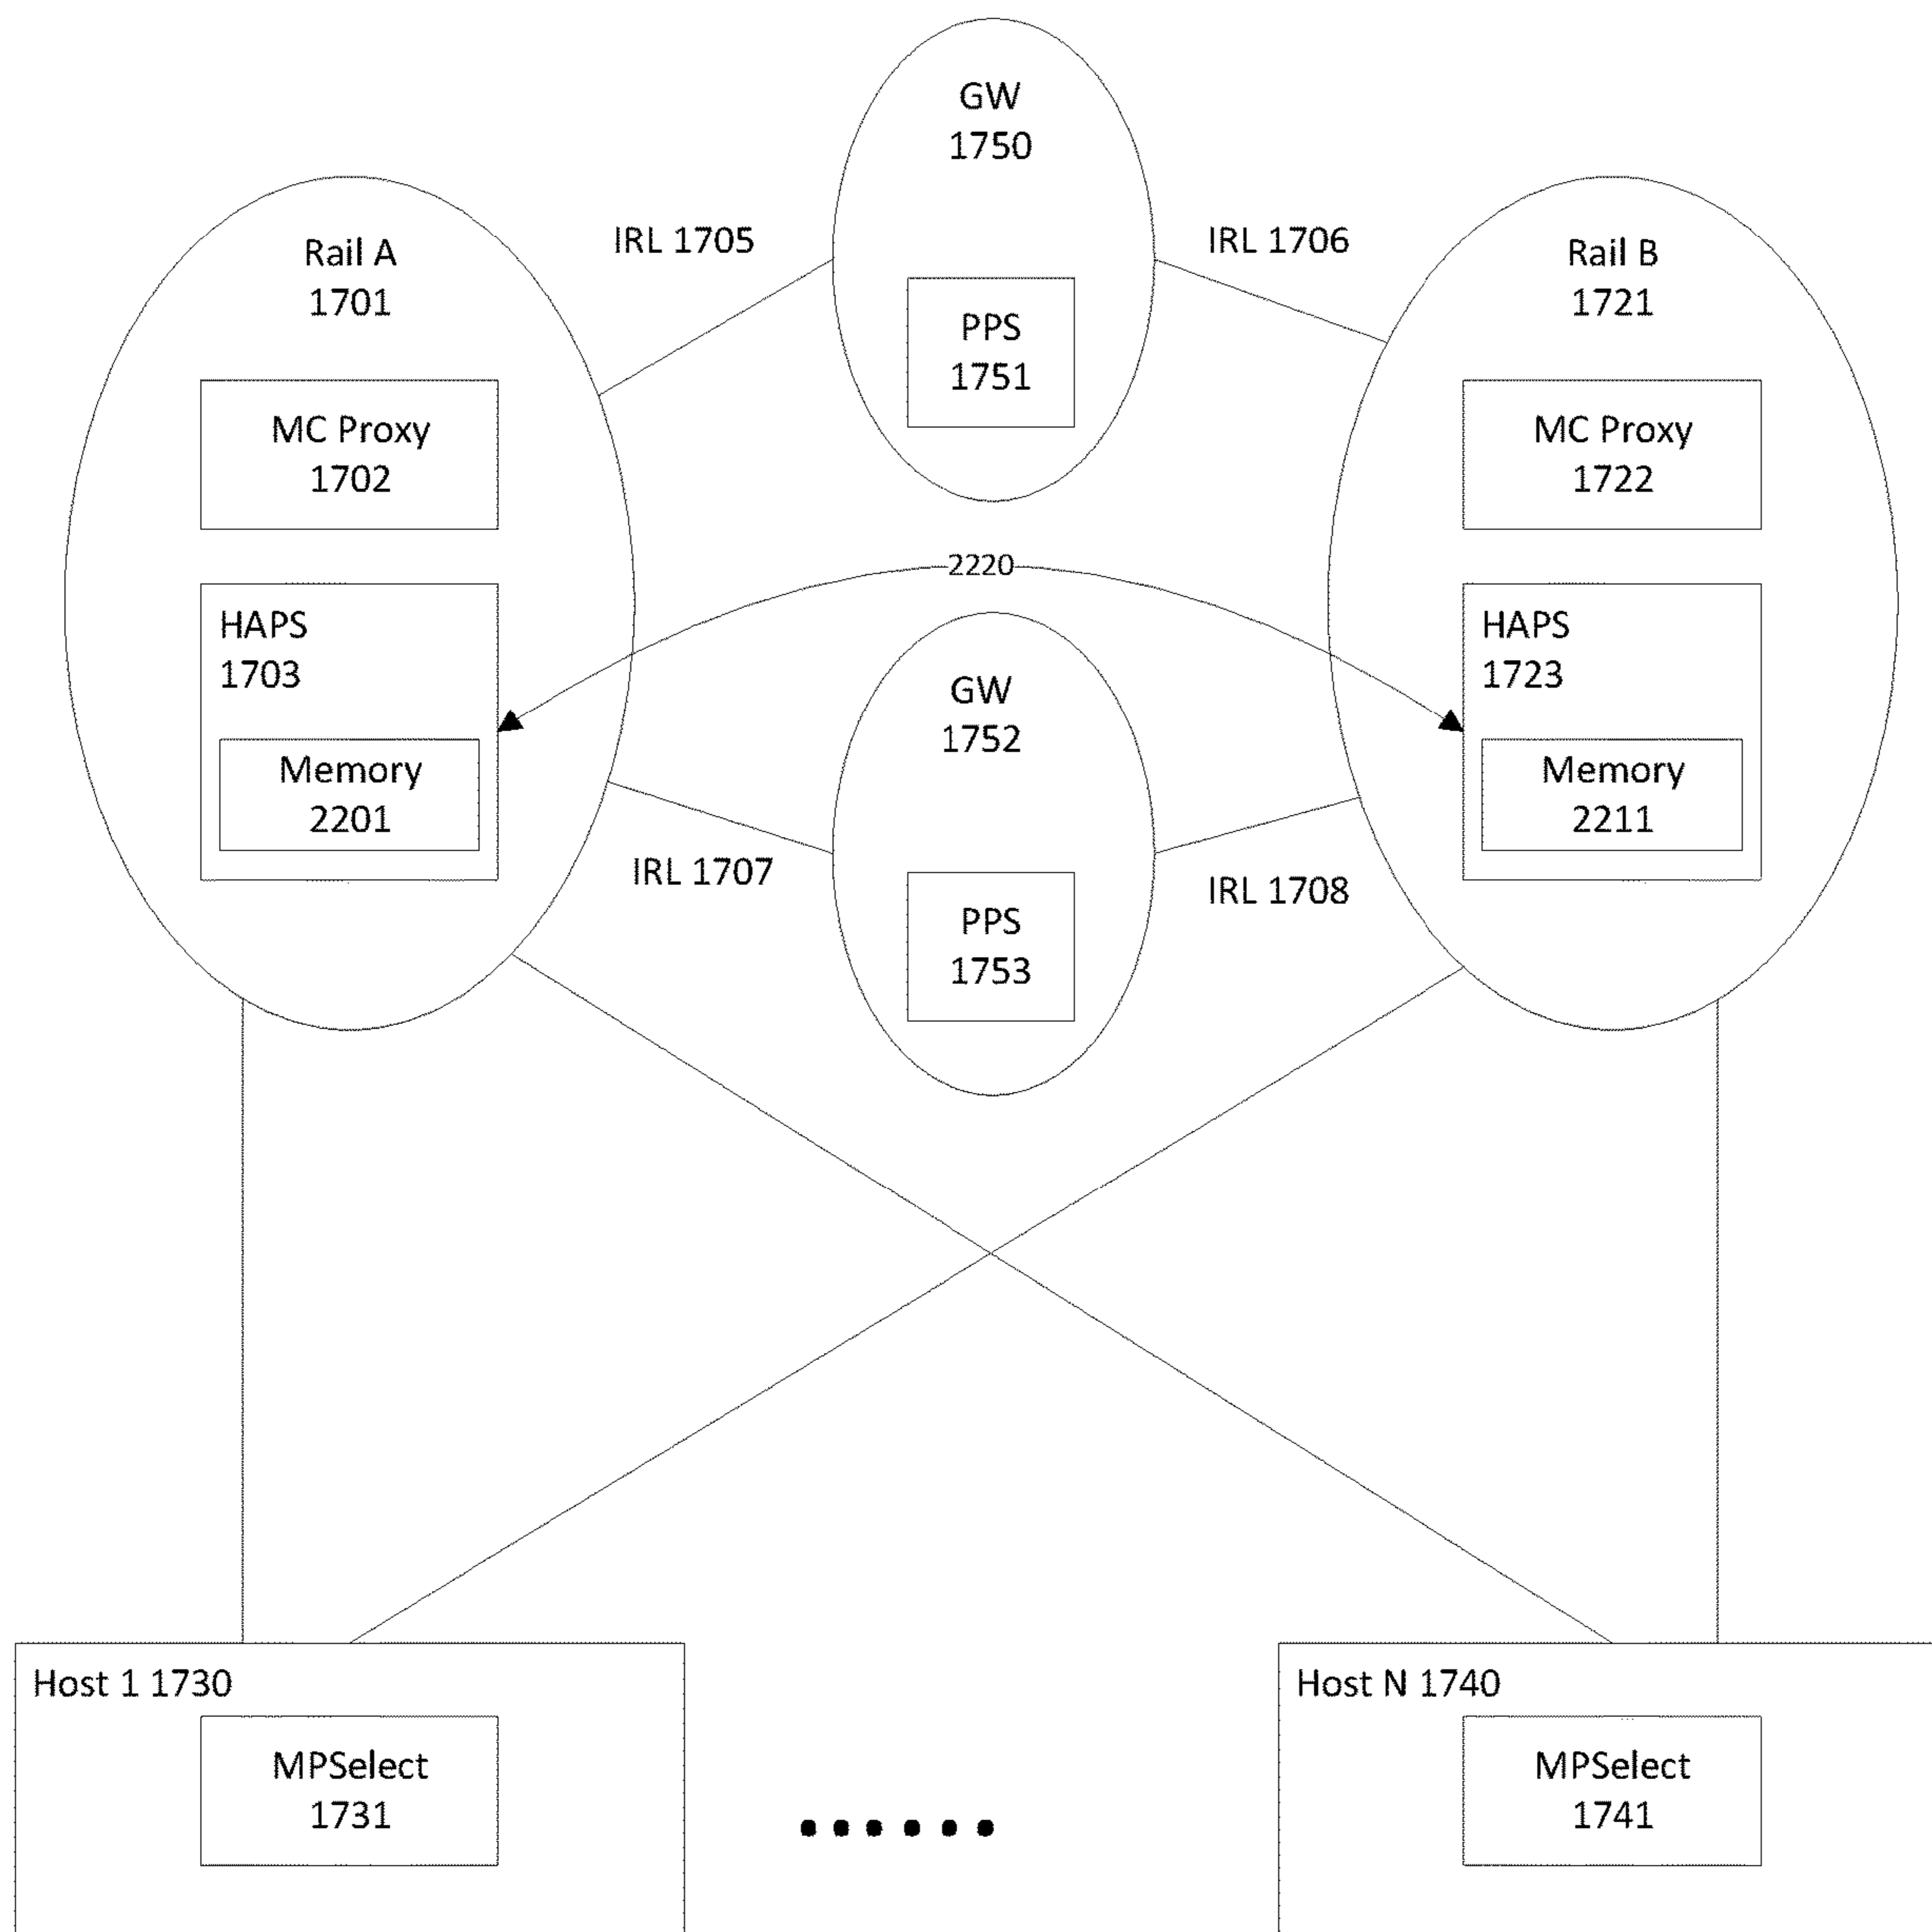 GW
1750
IRL 1705
IRL 1706
Rail A
1701
Rail B
1721
PPS
1751
MC Proxy
1702
MC Proxy
1722
2220
HAPS
1703
HAPS
1723
GW
1752
Memory
2201
Memory
2211
IRL 1707
IRL 1708
PPS
1753
Host 1 1730
Host N 1740
MPSelect
1731
MPSelect
1741